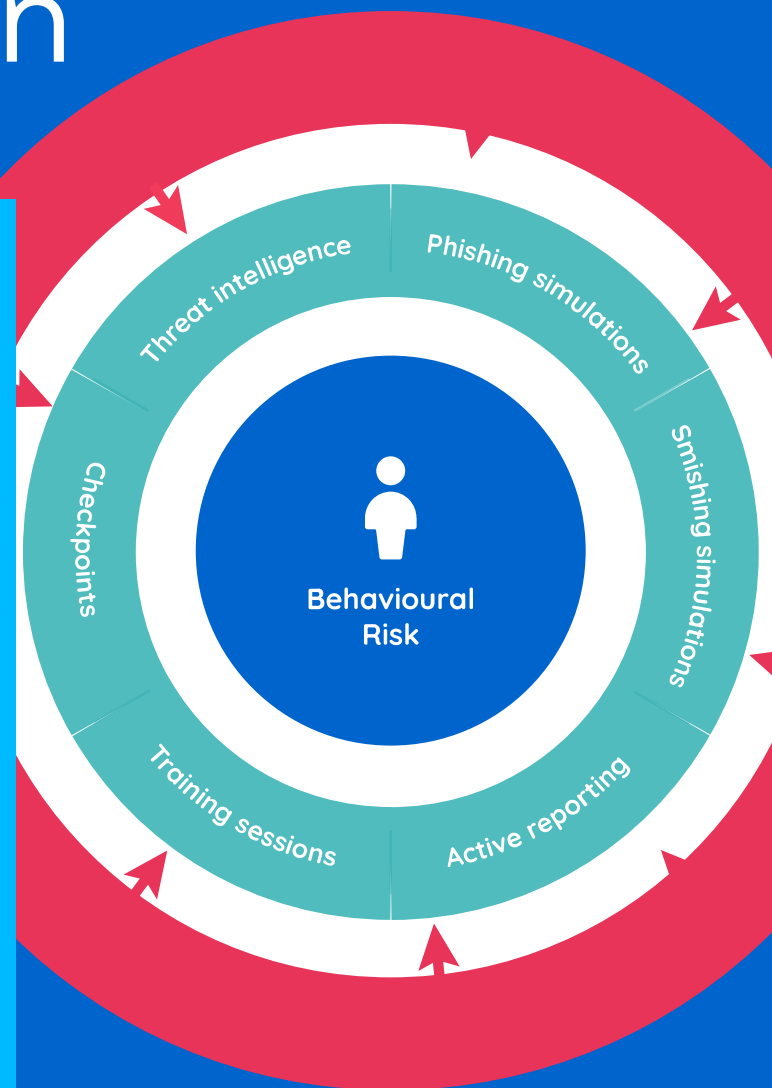 n
Threat intelligence
Phishing simulations
Smishing simulations
Active reporting
Training sessions
Checkpoints
Behavioural
Risk